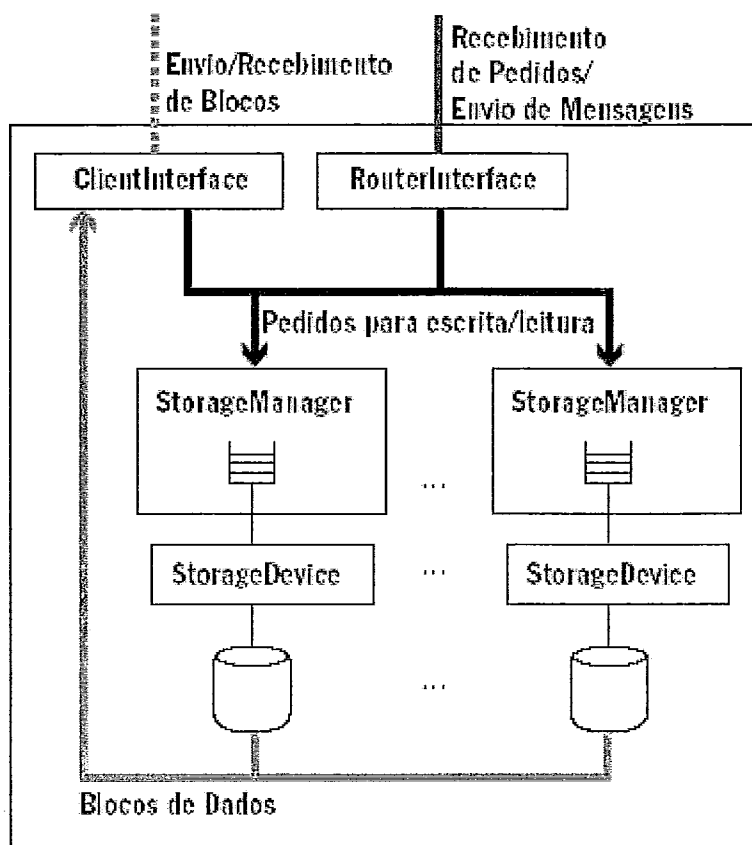 Envio/Recebimento
de Blocos
Recebimento
de Pedidos/
Envio de Mensagens
ClientInterface
RouterInterface
Pedidos para escrita/leitura
StorageManager
StorageManager
...
StorageDevice
...
StorageDevice
...
Blocos de Dados